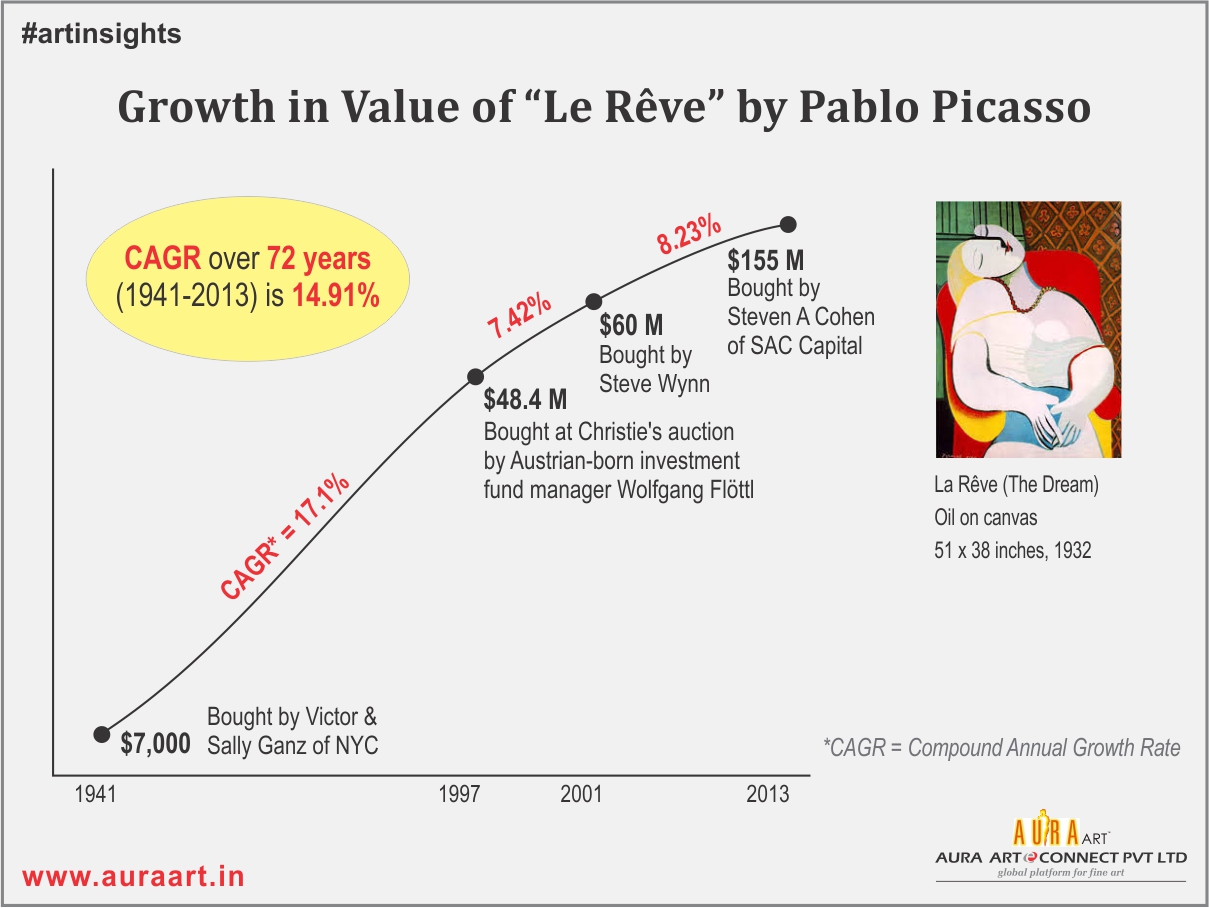 #artinsights
Growth in Value of “Le Rêve” by Pablo Picasso
CAGR over 72 years
(1941-2013) is 14.91%
8.23%
$155 M
Bought by
Steven A Cohen
of SAC Capital
7.42%
$60 M
Bought by
Steve Wynn
$48.4 M
Bought at Christie's auction
by Austrian-born investment
fund manager Wolfgang Flöttl
CAGR* = 17.1%
La Rêve (The Dream)
Oil on canvas
51 x 38 inches, 1932
$7,000
Bought by Victor &
Sally Ganz of NYC
*CAGR = Compound Annual Growth Rate
1941 1997 2001 2013
AURA ART
AURA ART e CONNECT PVT LTD
global platform for fine art
www.auraart.in